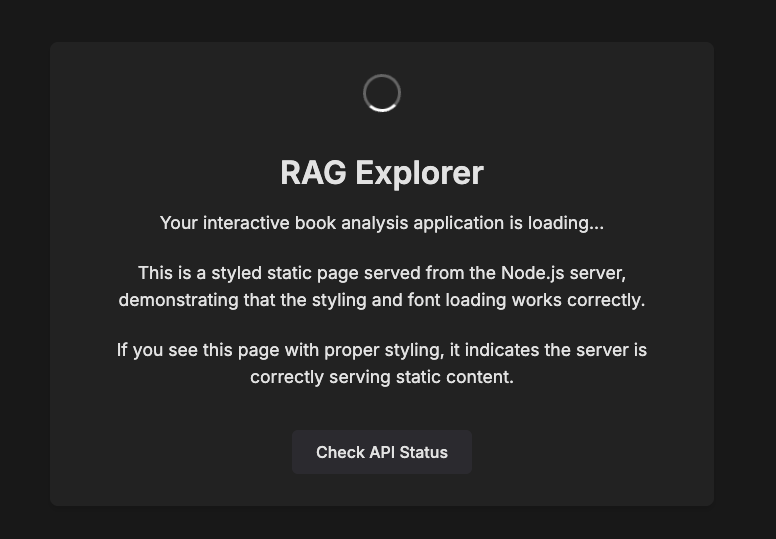 RAG Explorer
Your interactive book analysis application is loading...
This is a styled static page served from the Node.js server,
demonstrating that the styling and font loading works correctly.
If you see this page with proper styling, it indicates the server is
correctly serving static content.
Check API Status